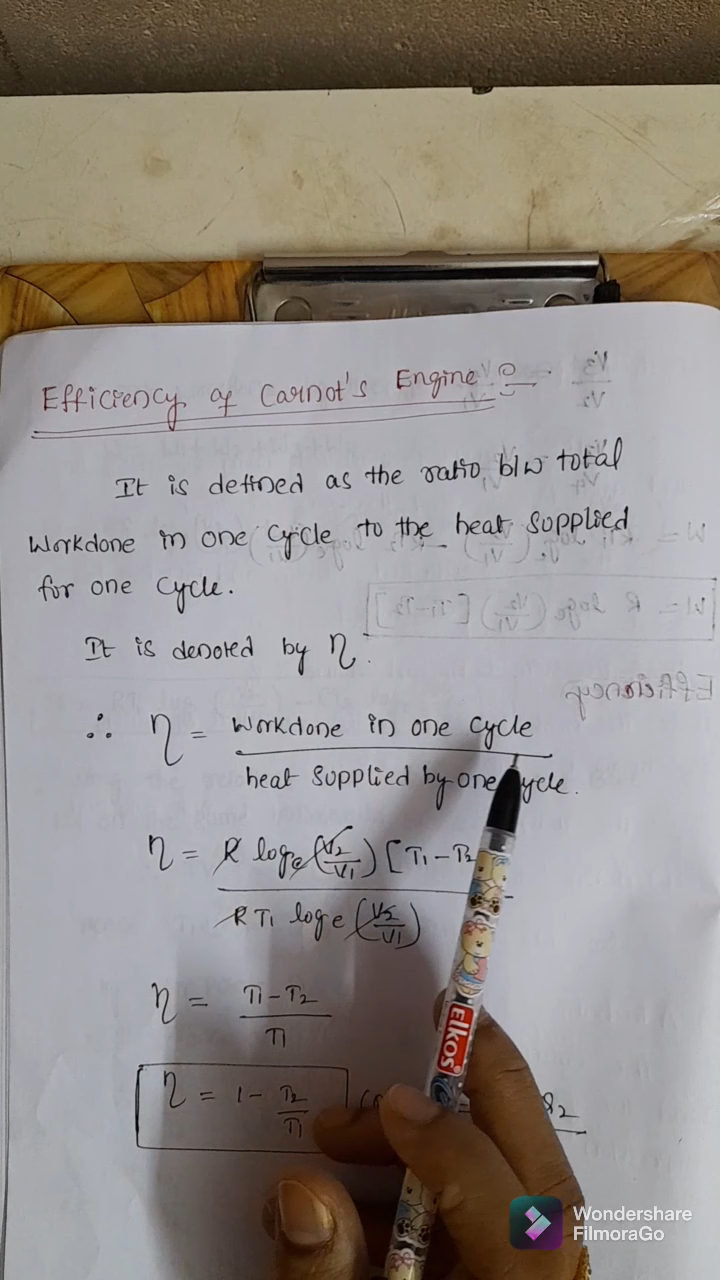 Efficiency of Carnot's Engine :-
It is defined as the ratio b/w total
Workdone in one cycle to the heat supplied
for one cycle.
It is denoted by η.
∴ η = Workdone in one cycle / heat supplied by one cycle.
η = R loge (V2/V1) [T1 - T2 / RT1 loge (V2/V1)
η = T1 - T2 / T1
η = 1 - T2/T1
Elkos
Wondershare
FilmoraGo